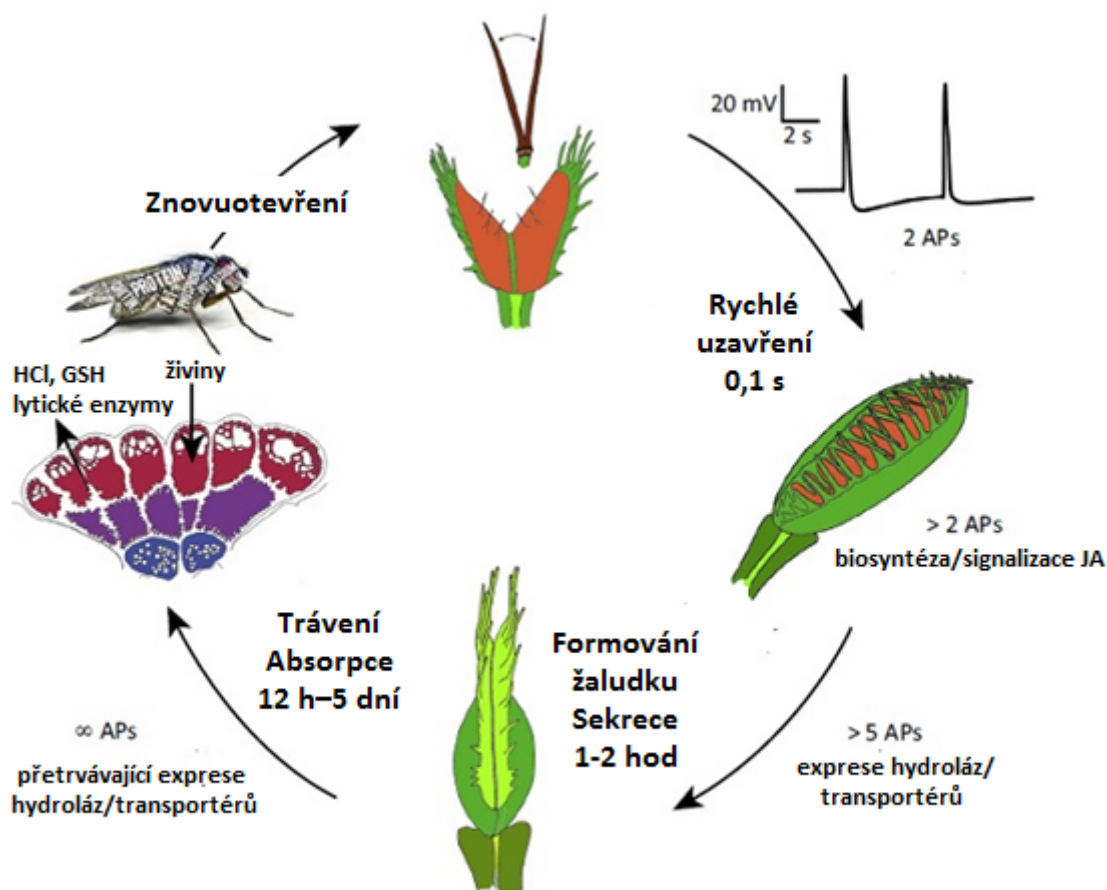 20 mV
2 s
2 APs
Znovuotevření
PROTEIN
Rychlé
uzavření
0,1 s
HCl, GSH
lytické enzymy
živiny
> 2 APs
biosyntéza/signalizace JA
Formování
žaludku
Sekrece
1-2 hod
Trávení
Absorpce
12 h–5 dní
> 5 APs
exprese hydroláz/
transportérů
∞ APs
přetrvávající exprese
hydroláz/transportérů